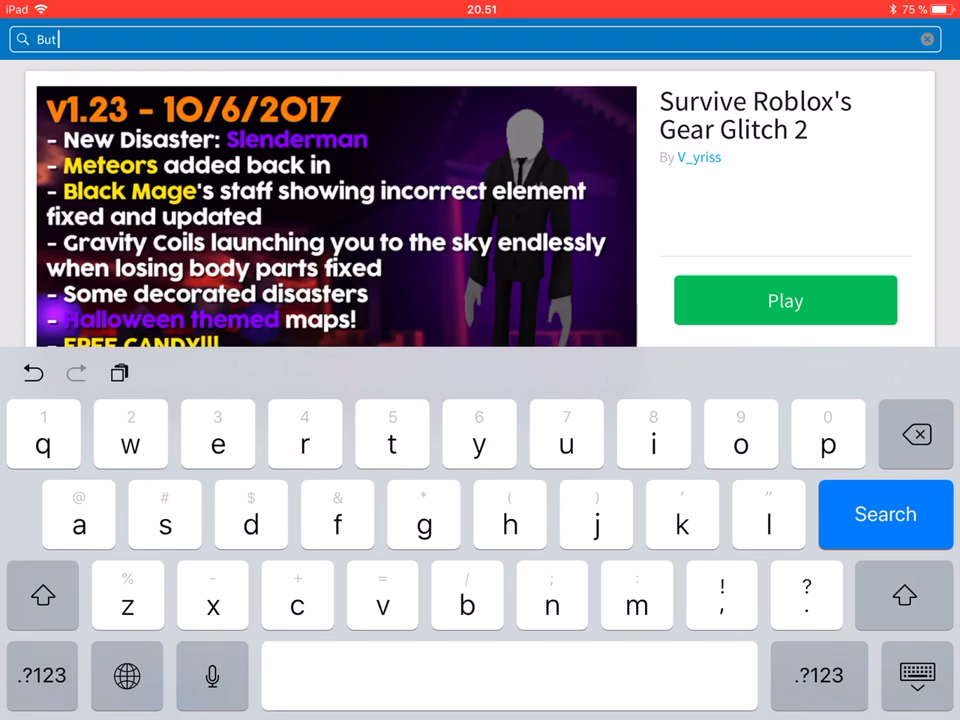 iPad 20.51 75 %
But
v1.23 - 10/6/2017
- New Disaster: Slenderman
- Meteors added back in
- Black Mage's staff showing incorrect element
fixed and updated
- Gravity Coils launching you to the sky endlessly
when losing body parts fixed
- Some decorated disasters
- Halloween themed maps!
- FREE CANDY!!!
Survive Roblox's
Gear Glitch 2
By V_yriss
Play
1 2 3 4 5 6 7 8 9 0
q w e r t y u i o p
@ # $ & * ( ) ' "
a s d f g h j k l Search
% - + = / ; : ! ?
z x c v b n m , .
.?123 .?123